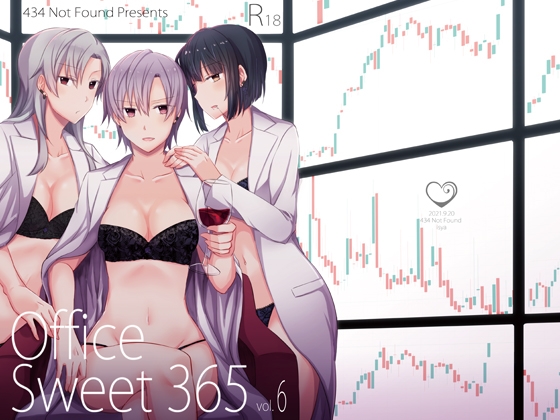 434 Not Found Presents
R18
2021.9.20
434 Not Found
Office
Sweet 365 vol.6